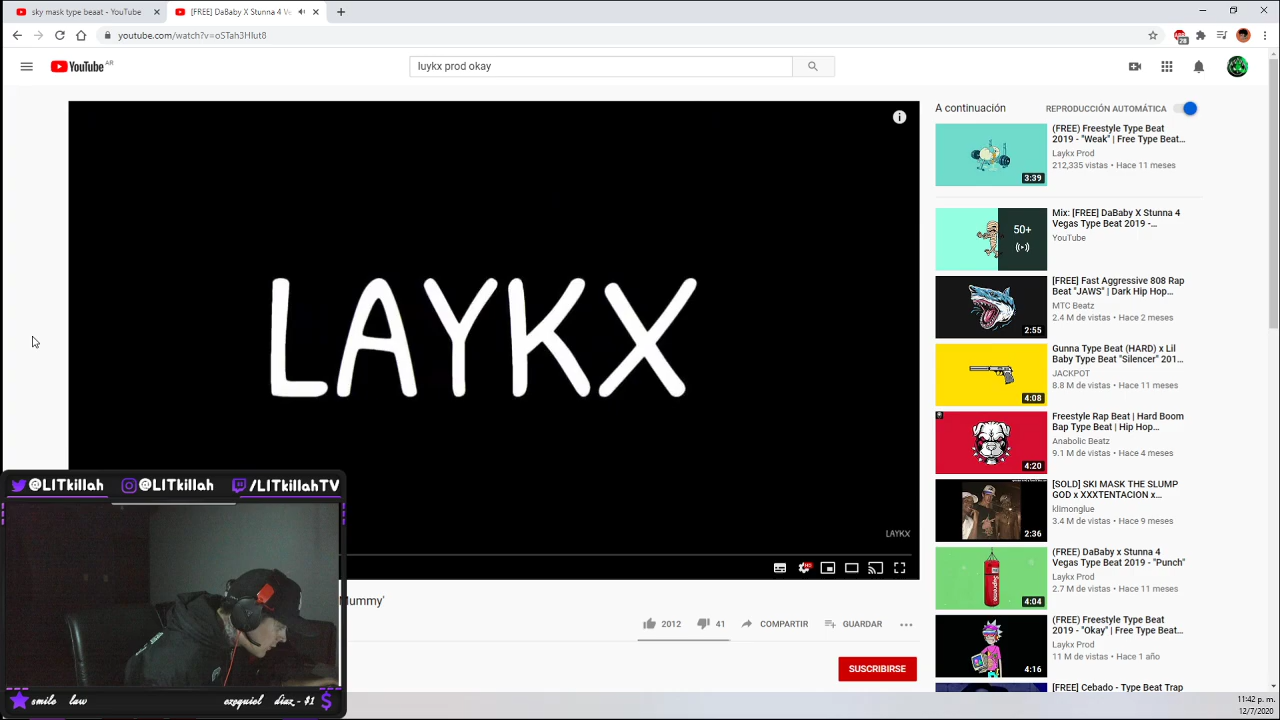 sky mask type beaat - YouTube
[FREE] DaBaby X Stunna 4 Ve
youtube.com/watch?v=oSTah3Hlut8
28
YouTube AR
luykx prod okay
LAYKX
LAYKX
Mummy'
2012
41
COMPARTIR
GUARDAR
SUSCRIBIRSE
A continuación
REPRODUCCIÓN AUTOMÁTICA
3:39
(FREE) Freestyle Type Beat
2019 - "Weak" | Free Type Beat...
Laykx Prod
212,335 vistas • Hace 11 meses
50+
Mix: [FREE] DaBaby X Stunna 4
Vegas Type Beat 2019 -...
YouTube
2:55
[FREE] Fast Aggressive 808 Rap
Beat "JAWS" | Dark Hip Hop...
MTC Beatz
2.4 M de vistas • Hace 2 meses
4:08
Gunna Type Beat (HARD) x Lil
Baby Type Beat "Silencer" 201...
JACKPOT
8.8 M de vistas • Hace 11 meses
4:20
Freestyle Rap Beat | Hard Boom
Bap Type Beat | Hip Hop...
Anabolic Beatz
9.1 M de vistas • Hace 4 meses
2:36
[SOLD] SKI MASK THE SLUMP
GOD x XXXTENTACION x...
klimonglue
3.4 M de vistas • Hace 9 meses
4:04
(FREE) DaBaby x Stunna 4
Vegas Type Beat 2019 - "Punch"
Laykx Prod
2.7 M de vistas • Hace 11 meses
4:16
(FREE) Freestyle Type Beat
2019 - "Okay" | Free Type Beat...
Laykx Prod
11 M de vistas • Hace 1 año
[FREE] Cebado - Type Beat Trap
@LITkillah @LITkillah /LITkillahTV
smile law ezequiel diaz - $1
11:42 p. m.
12/7/2020